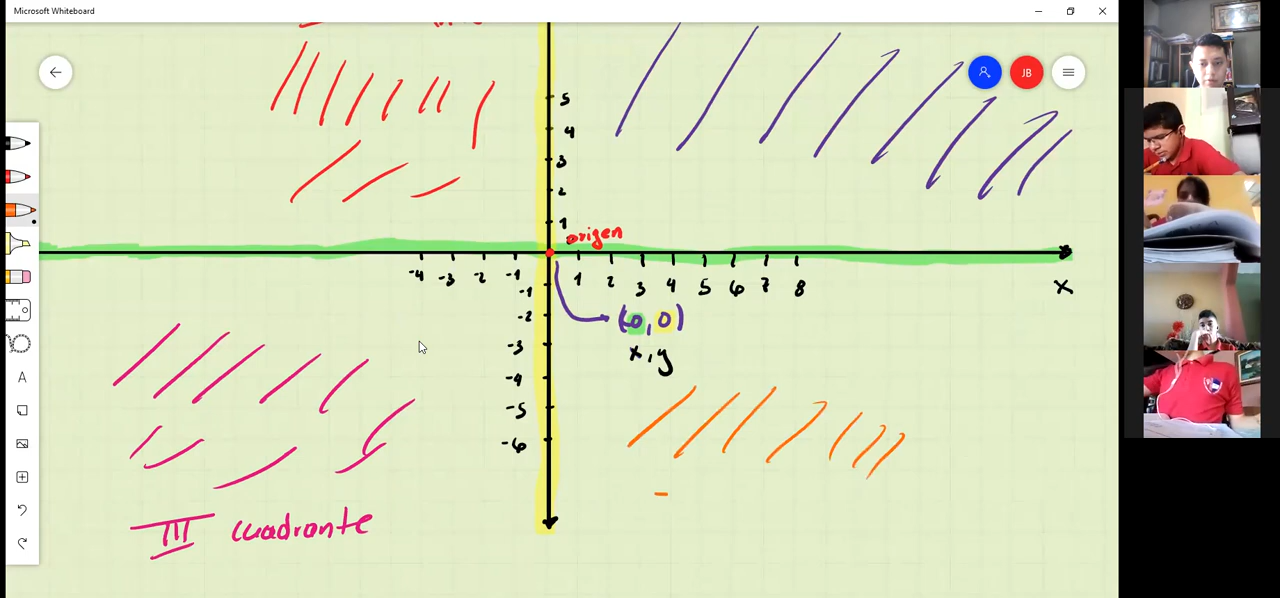 Microsoft Whiteboard
JB
5
4
3
2
1
origen
-4 -3 -2 -1 1 2 3 4 5 6 7 8 x
-1
-2 (0,0)
-3 x,y
-4
-5
-6
III cuadrante
A